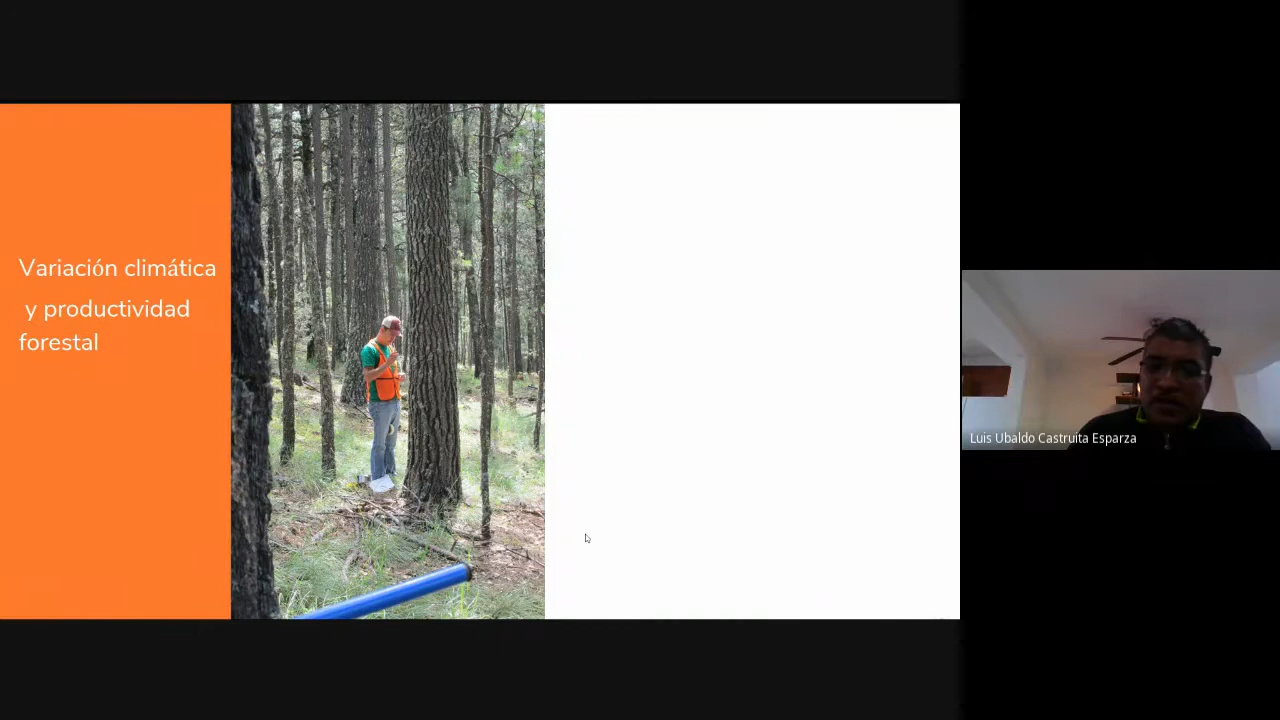 Variación climática
y productividad
forestal
Luis Ubaldo Castruita Esparza